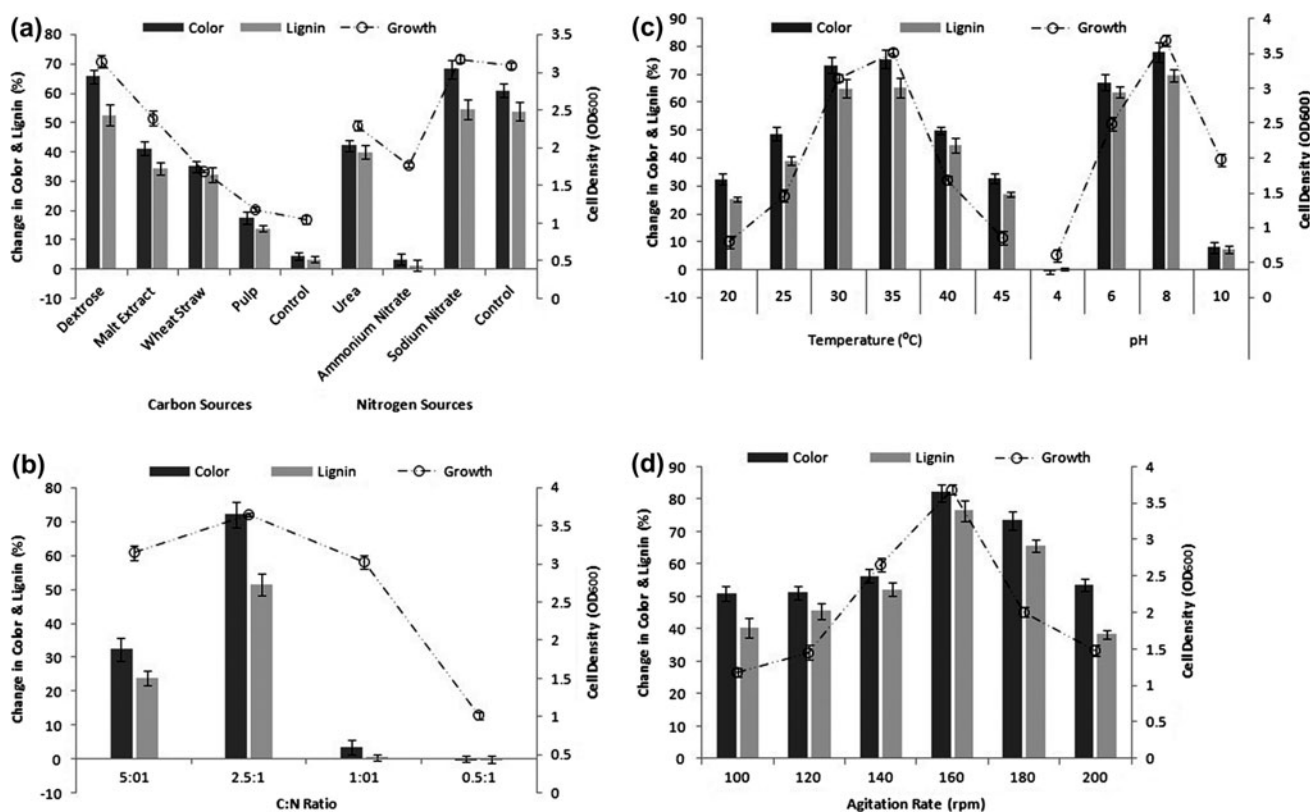 (a)
Color Lignin Growth
Change in Color & Lignin (%)
90
80
70
60
50
40
30
20
10
0
-10
3.5
3
2.5
2
1.5
1
0.5
0
Cell Density (OD600)
Dextrose
Malt Extract
Wheat Straw
Pulp
Control
Urea
Ammonium Nitrate
Sodium Nitrate
Control
Carbon Sources Nitrogen Sources
(c)
Color Lignin Growth
Change in Color & Lignin (%)
90
80
70
60
50
40
30
20
10
0
-10
4
3.5
3
2.5
2
1.5
1
0.5
0
Cell Density (OD600)
20 25 30 35 40 45 4 6 8 10
Temperature (⁰C) pH
(b)
Color Lignin Growth
Change in Color & Lignin (%)
80
70
60
50
40
30
20
10
0
-10
4
3.5
3
2.5
2
1.5
1
0.5
0
Cell Density (OD600)
5:01 2.5:1 1:01 0.5:1
C:N Ratio
(d)
Color Lignin Growth
Change in Color & Lignin (%)
90
80
70
60
50
40
30
20
10
0
4
3.5
3
2.5
2
1.5
1
0.5
0
Cell Density (OD600)
100 120 140 160 180 200
Agitation Rate (rpm)